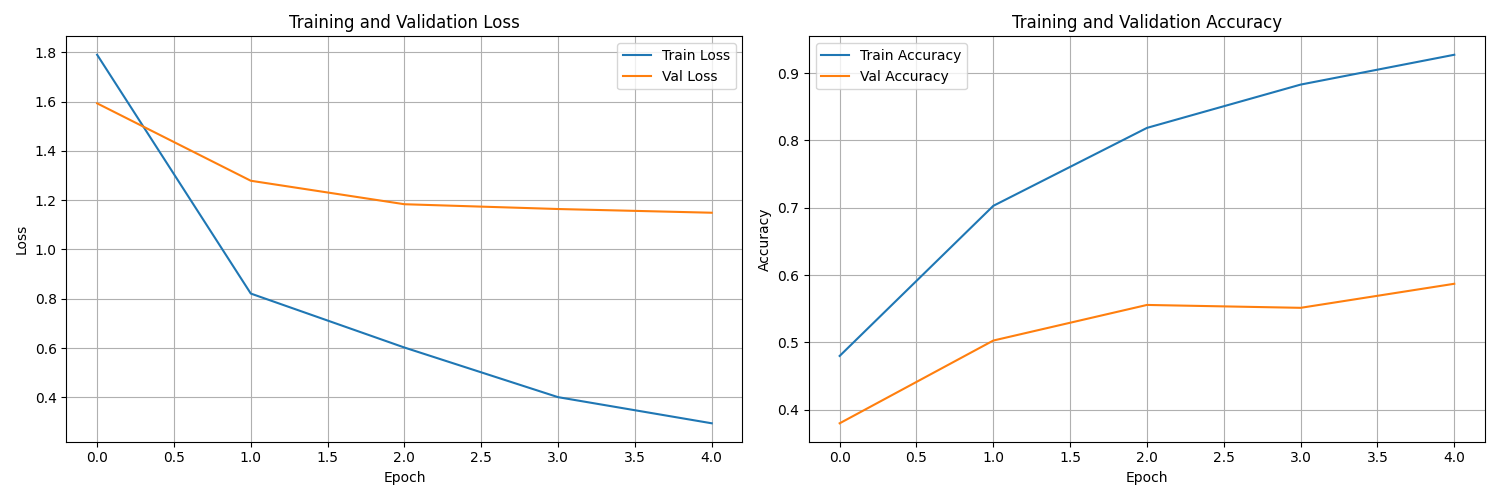 Training and Validation Loss
1.8
1.6
1.4
1.2
1.0
0.8
0.6
0.4
Loss
Train Loss
Val Loss
0.0 0.5 1.0 1.5 2.0 2.5 3.0 3.5 4.0
Epoch
Training and Validation Accuracy
0.9
0.8
0.7
0.6
0.5
0.4
Accuracy
Train Accuracy
Val Accuracy
0.0 0.5 1.0 1.5 2.0 2.5 3.0 3.5 4.0
Epoch